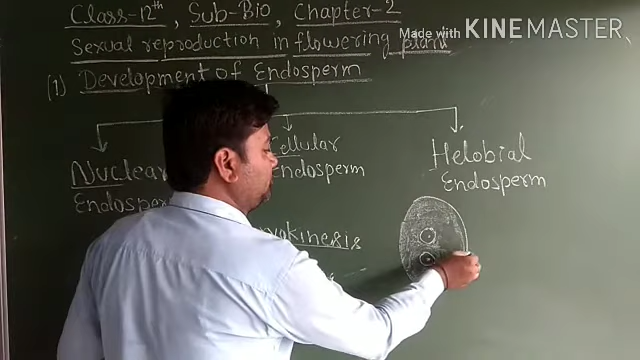 Class-12th, Sub-Bio, Chapter-2
Made with KINEMASTER
Sexual reproduction in flowering plant
(1) Development of Endosperm
Nuclear
Endosperm
Cellular
Endosperm
Helobial
Endosperm